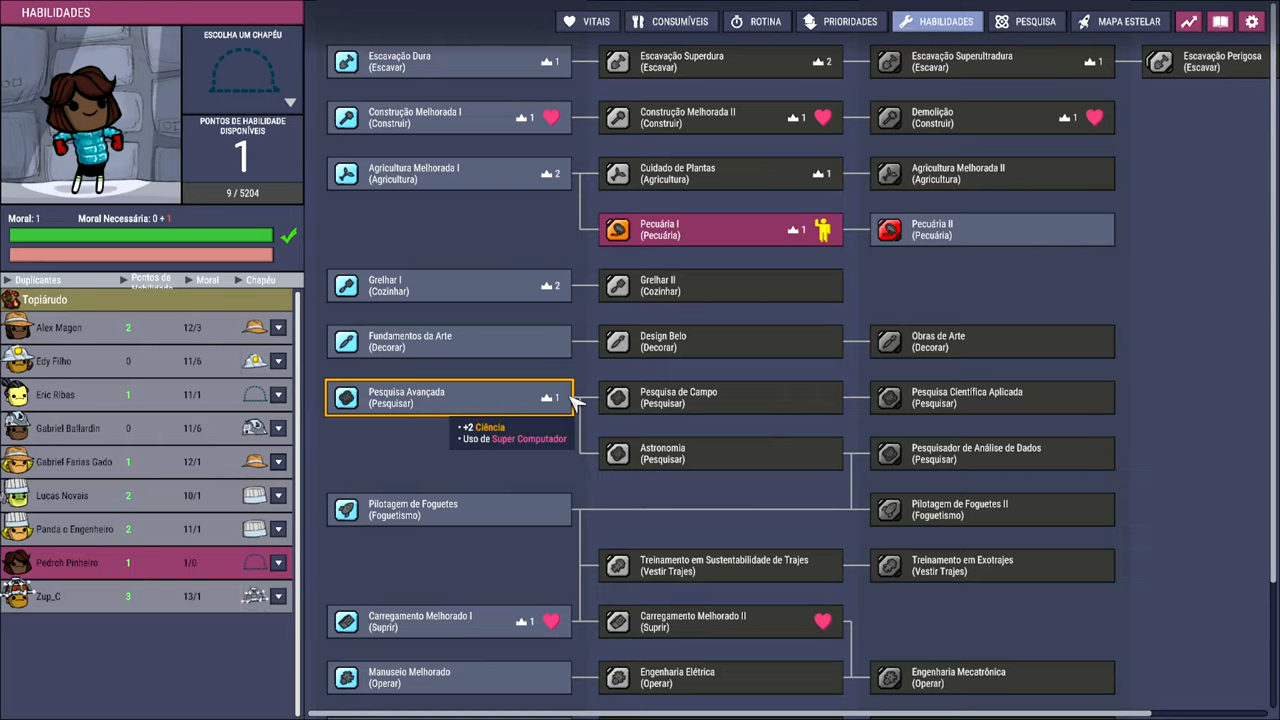 HABILIDADES
VITAIS
CONSUMÍVEIS
ROTINA
PRIORIDADES
HABILIDADES
PESQUISA
MAPA ESTELAR
ESCOLHA UM CHAPÉU
PONTOS DE
HABILIDADE
DISPONÍVEIS
1
9 / 5204
Moral: 1
Moral Necessária: 0 + 1
Duplicantes
Pontos de
Habilidade
Moral
Chapéu
Topiárudo
Alex Magon 2 12/3
Edy Filho 0 11/6
Eric Ribas 1 11/1
Gabriel Ballardin 0 11/6
Gabriel Farias Gado 1 12/1
Lucas Novais 2 10/1
Panda o Engenheiro 2 11/1
Pedroh Pinheiro 1 1/0
Zup_C 3 13/1
Escavação Dura
(Escavar)
1
Escavação Superdura
(Escavar)
2
Escavação Superultradura
(Escavar)
1
Escavação Perigosa
(Escavar)
Construção Melhorada I
(Construir)
1
Construção Melhorada II
(Construir)
1
Demolição
(Construir)
1
Agricultura Melhorada I
(Agricultura)
2
Cuidado de Plantas
(Agricultura)
1
Agricultura Melhorada II
(Agricultura)
Pecuária I
(Pecuária)
1
Pecuária II
(Pecuária)
Grelhar I
(Cozinhar)
2
Grelhar II
(Cozinhar)
Fundamentos da Arte
(Decorar)
Design Belo
(Decorar)
Obras de Arte
(Decorar)
Pesquisa Avançada
(Pesquisar)
1
Pesquisa de Campo
(Pesquisar)
Pesquisa Científica Aplicada
(Pesquisar)
• +2 Ciência
• Uso de Super Computador
Astronomia
(Pesquisar)
Pesquisador de Análise de Dados
(Pesquisar)
Pilotagem de Foguetes
(Foguetismo)
Pilotagem de Foguetes II
(Foguetismo)
Treinamento em Sustentabilidade de Trajes
(Vestir Trajes)
Treinamento em Exotrajes
(Vestir Trajes)
Carregamento Melhorado I
(Suprir)
1
Carregamento Melhorado II
(Suprir)
Manuseio Melhorado
(Operar)
Engenharia Elétrica
(Operar)
Engenharia Mecatrônica
(Operar)